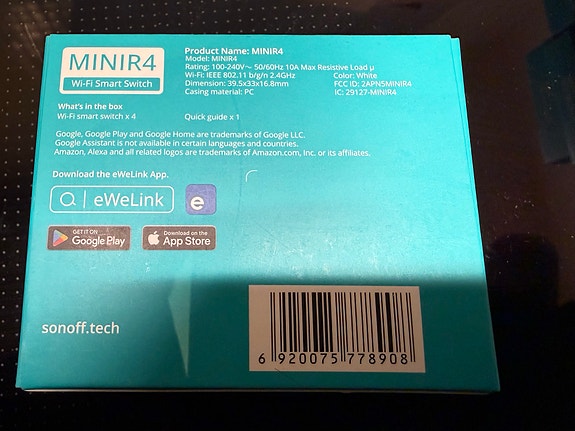 MINIR4
Wi-Fi Smart Switch
Product Name: MINIR4
Model: MINIR4
Rating: 100-240V～ 50/60Hz 10A Max Resistive Load μ
Wi-Fi: IEEE 802.11 b/g/n 2.4GHz Color: White
Dimension: 39.5x33x16.8mm FCC ID: 2APN5MINIR4
Casing material: PC IC: 29127-MINIR4
What's in the box
Wi-Fi smart switch x 4 Quick guide x 1
Google, Google Play and Google Home are trademarks of Google LLC.
Google Assistant is not available in certain languages and countries.
Amazon, Alexa and all related logos are trademarks of Amazon.com, Inc. or its affiliates.
Download the eWeLink App.
eWeLink
e
GET IT ON
Google Play
Download on the
App Store
sonoff.tech
6 920075 778908